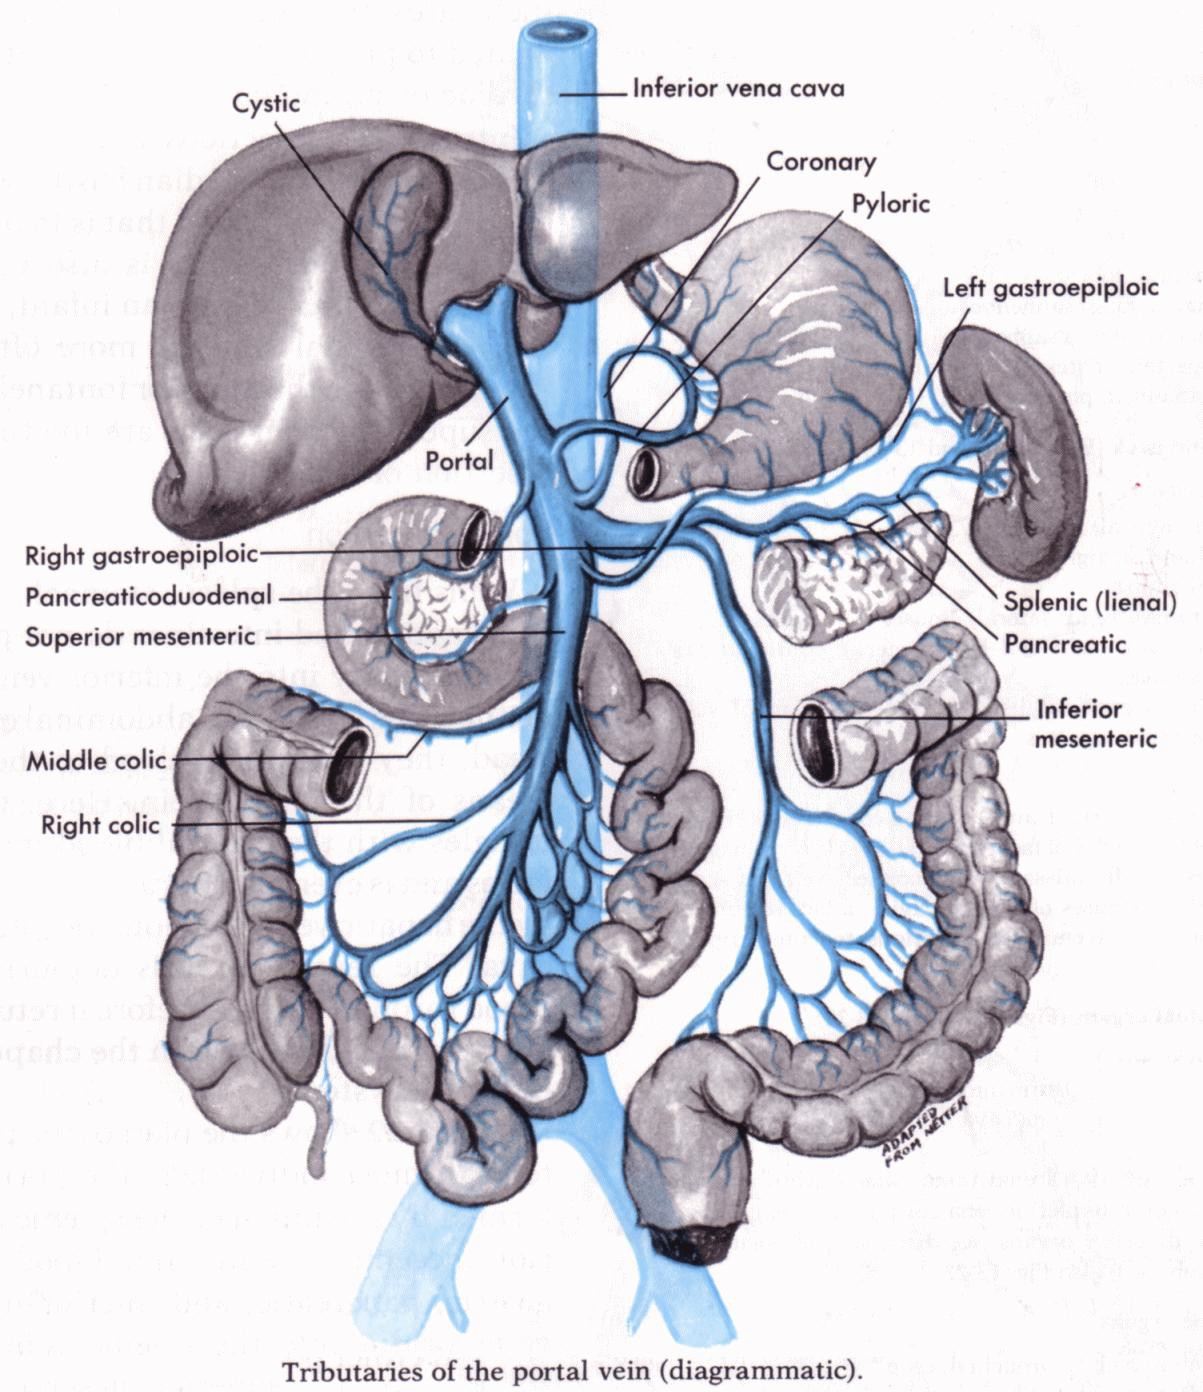 Inferior vena cava
Cystic
Coronary
Pyloric
Left gastroepiploic
Portal
Right gastroepiploic
Pancreaticoduodenal
Splenic (lienal)
Superior mesenteric
Pancreatic
Inferior
mesenteric
Middle colic
Right colic
ADAPTED
FROM NETTER
Tributaries of the portal vein (diagrammatic).